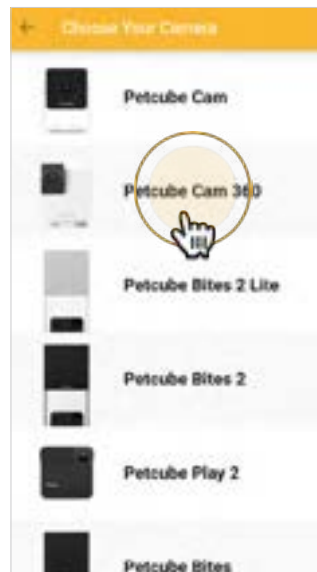 Choose Your Camera
Petcube Cam
Petcube Cam 360
Petcube Bites 2 Lite
Petcube Bites 2
Petcube Play 2
Petcube Bites